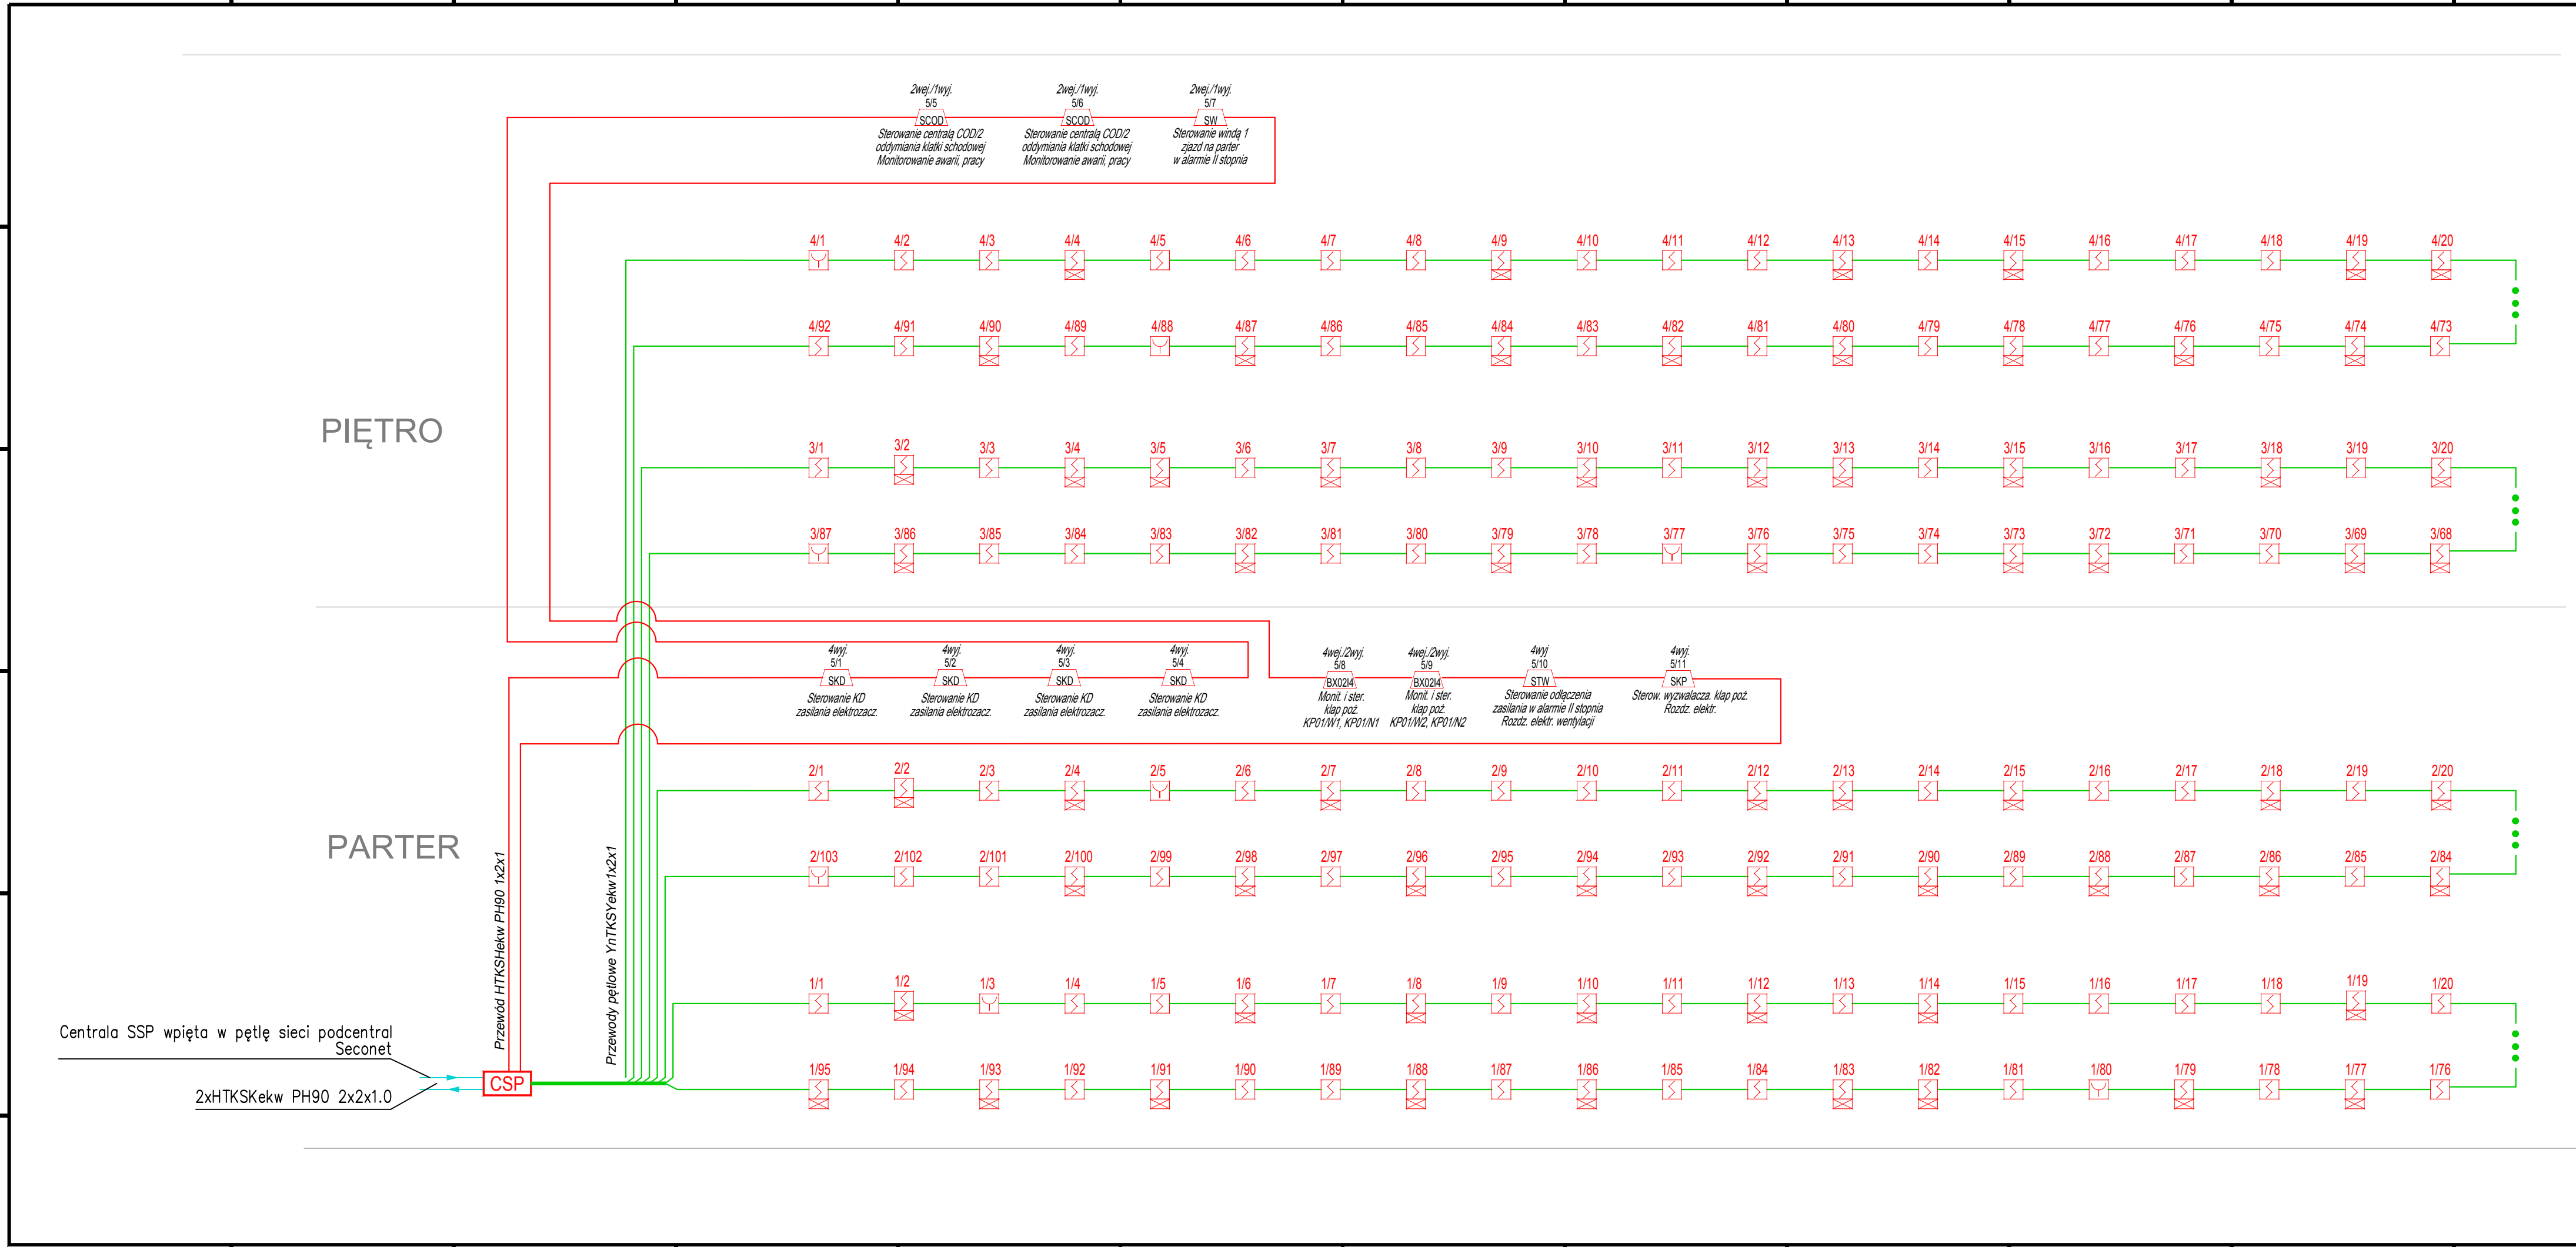 2wej./1wyj. 2wej./1wyj. 2wej./1wyj.
5/5 5/6 5/7
SCOD SCOD SW
Sterowanie centralą COD/2 Sterowanie centralą COD/2 Sterowanie windą 1
oddymiania klatki schodowej oddymiania klatki schodowej zjazd na parter
Monitorowanie awarii, pracy Monitorowanie awarii, pracy w alarmie II stopnia
4/1 4/2 4/3 4/4 4/5 4/6 4/7 4/8 4/9 4/10 4/11 4/12 4/13 4/14 4/15 4/16 4/17 4/18 4/19 4/20
4/92 4/91 4/90 4/89 4/88 4/87 4/86 4/85 4/84 4/83 4/82 4/81 4/80 4/79 4/78 4/77 4/76 4/75 4/74 4/73
PIĘTRO
3/1 3/2 3/3 3/4 3/5 3/6 3/7 3/8 3/9 3/10 3/11 3/12 3/13 3/14 3/15 3/16 3/17 3/18 3/19 3/20
3/87 3/86 3/85 3/84 3/83 3/82 3/81 3/80 3/79 3/78 3/77 3/76 3/75 3/74 3/73 3/72 3/71 3/70 3/69 3/68
4wyj. 4wyj. 4wyj. 4wyj. 4wej./2wyj. 4wej./2wyj. 4wyj 4wyj.
5/1 5/2 5/3 5/4 5/8 5/9 5/10 5/11
SKD SKD SKD SKD BX02I4 BX02I4 STW SKP
Sterowanie KD Sterowanie KD Sterowanie KD Sterowanie KD Monit. i ster. Monit. i ster. Sterowanie odłączenia Sterow. wyzwalacza. klap poż.
zasilania elektrozacz. zasilania elektrozacz. zasilania elektrozacz. zasilania elektrozacz. klap poż. klap poż. zasilania w alarmie II stopnia Rozdz. elektr.
KP01/W1, KP01/N1 KP01/W2, KP01/N2 Rozdz. elektr. wentylacji
2/1 2/2 2/3 2/4 2/5 2/6 2/7 2/8 2/9 2/10 2/11 2/12 2/13 2/14 2/15 2/16 2/17 2/18 2/19 2/20
PARTER
2/103 2/102 2/101 2/100 2/99 2/98 2/97 2/96 2/95 2/94 2/93 2/92 2/91 2/90 2/89 2/88 2/87 2/86 2/85 2/84
Przewód HTKSHekw PH90 1x2x1
Przewody pętlowe YnTKSYekw1x2x1
1/1 1/2 1/3 1/4 1/5 1/6 1/7 1/8 1/9 1/10 1/11 1/12 1/13 1/14 1/15 1/16 1/17 1/18 1/19 1/20
Centrala SSP wpięta w pętlę sieci podcentral
Seconet
1/95 1/94 1/93 1/92 1/91 1/90 1/89 1/88 1/87 1/86 1/85 1/84 1/83 1/82 1/81 1/80 1/79 1/78 1/77 1/76
CSP
2xHTKSKekw PH90 2x2x1.0